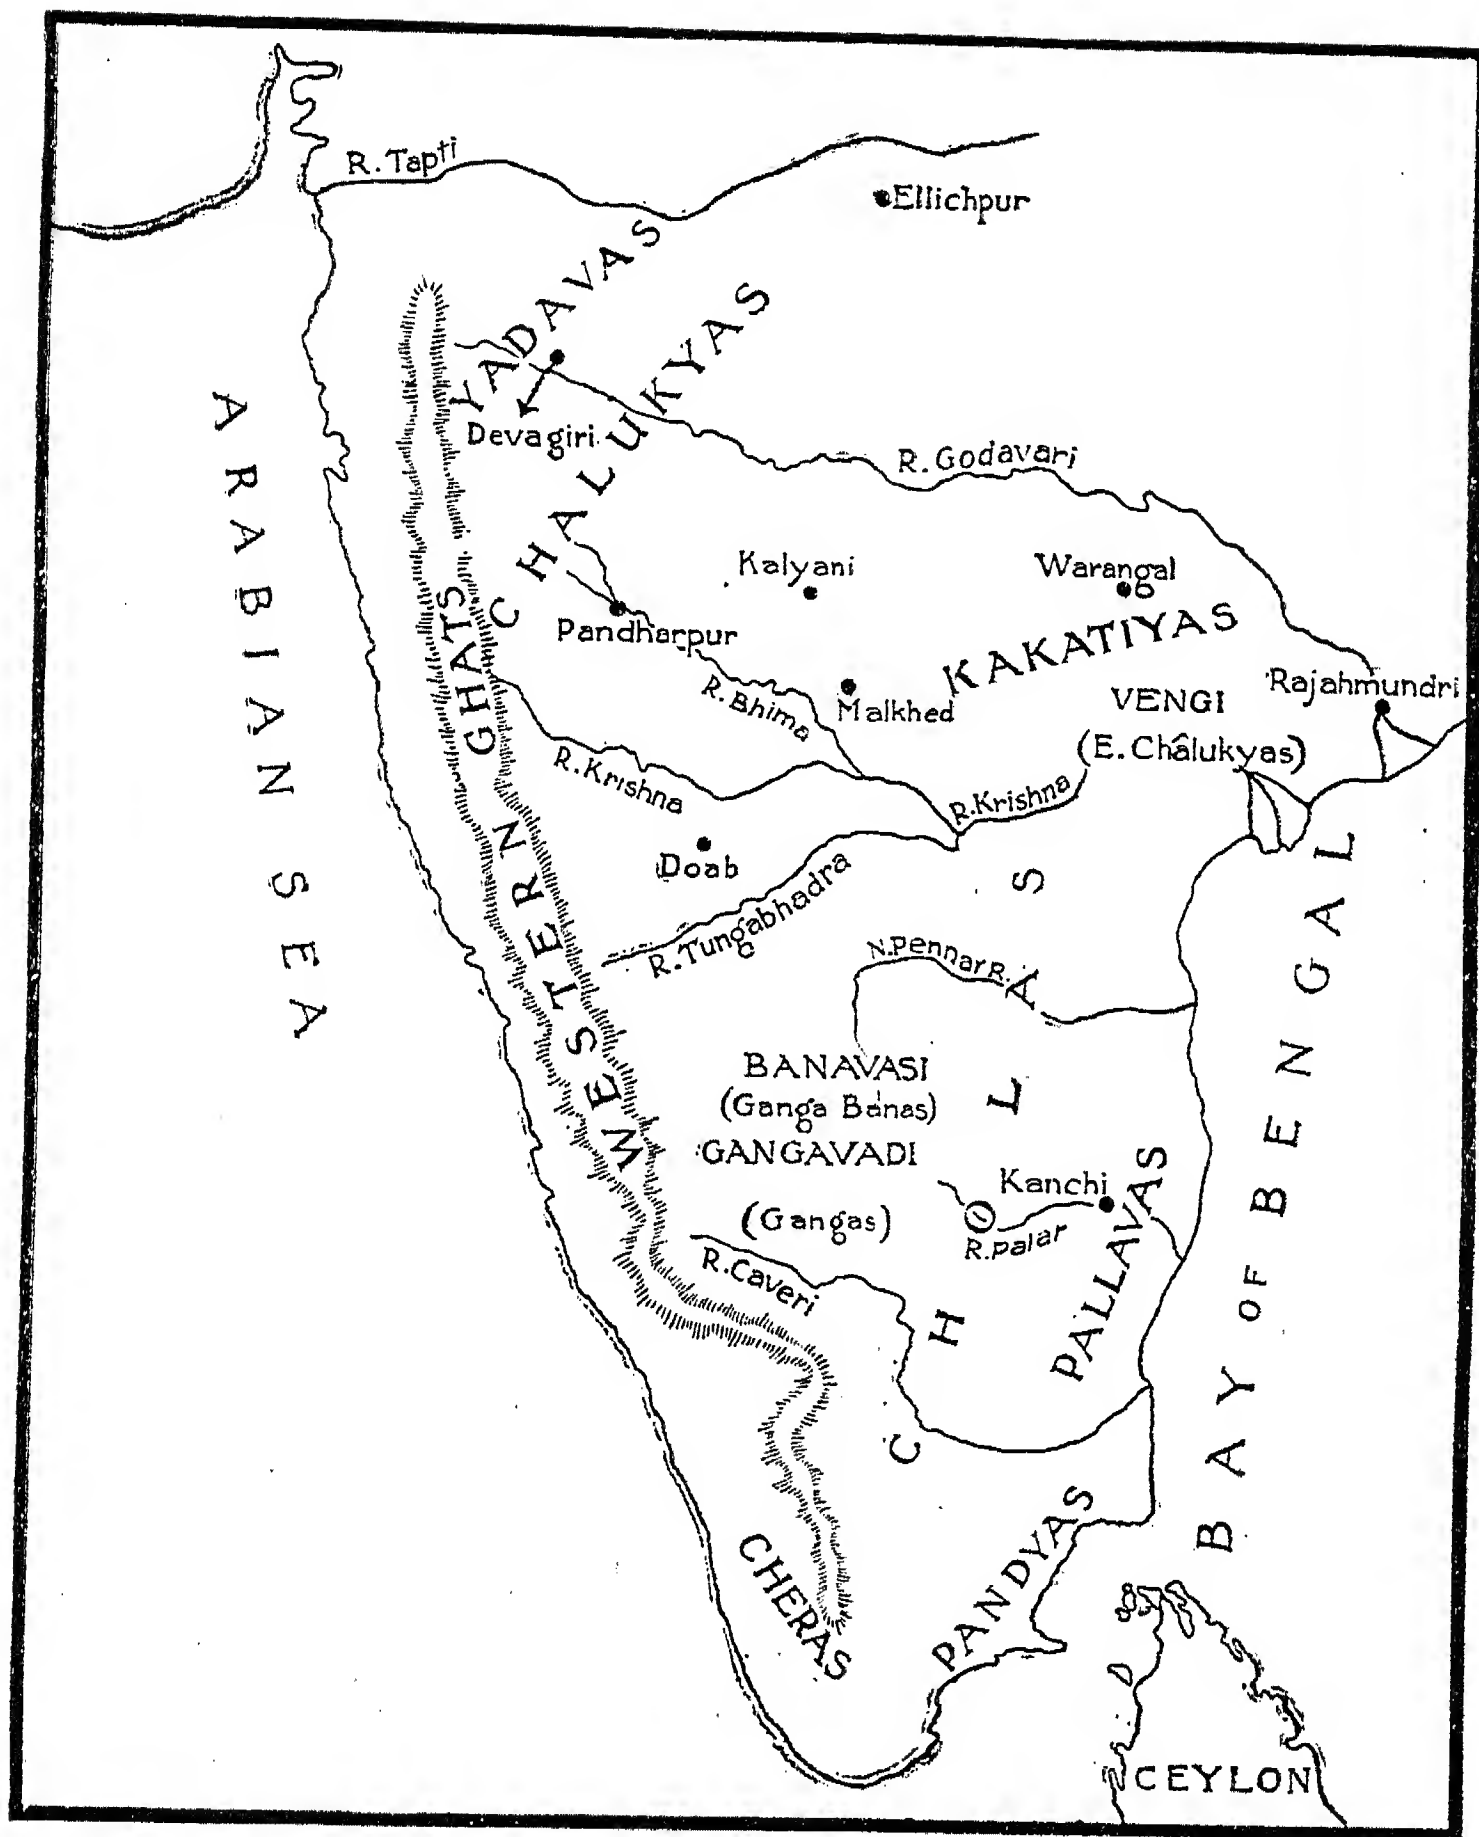 R. Tapti
Ellichpur
YADAVAS
CHALUKYAS
Devagiri
R. Godavari
ARABIAN SEA
Kalyani
Warangal
Pandharpur
KAKATIYAS
WESTERN GHATS
R. Bhima
Malkhed
VENGI
(E. Châlukyas)
Rajahmundri
R. Krishna
R. Krishna
Doab
R. Tungabhadra
N. Pennar R.
CHALAS
BANAVASI
(Ganga Banas)
GANGAVADI
(Gangas)
Kanchi
R. Palar
PALLAVAS
R. Caveri
BAY OF BENGAL
CHERAS
PANDYAS
CEYLON